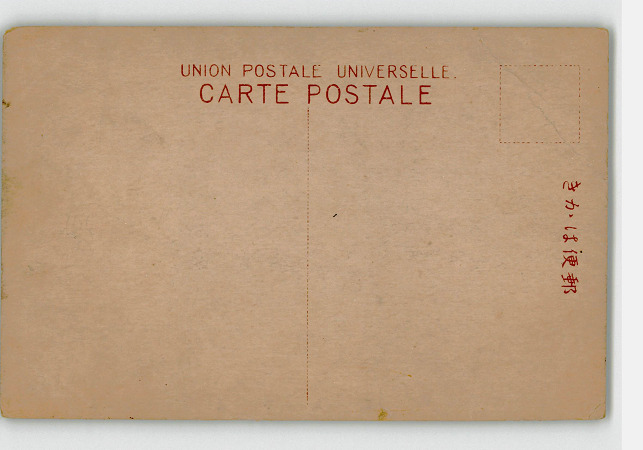 UNION POSTALE UNIVERSELLE.
CARTE POSTALE
きかは便郵